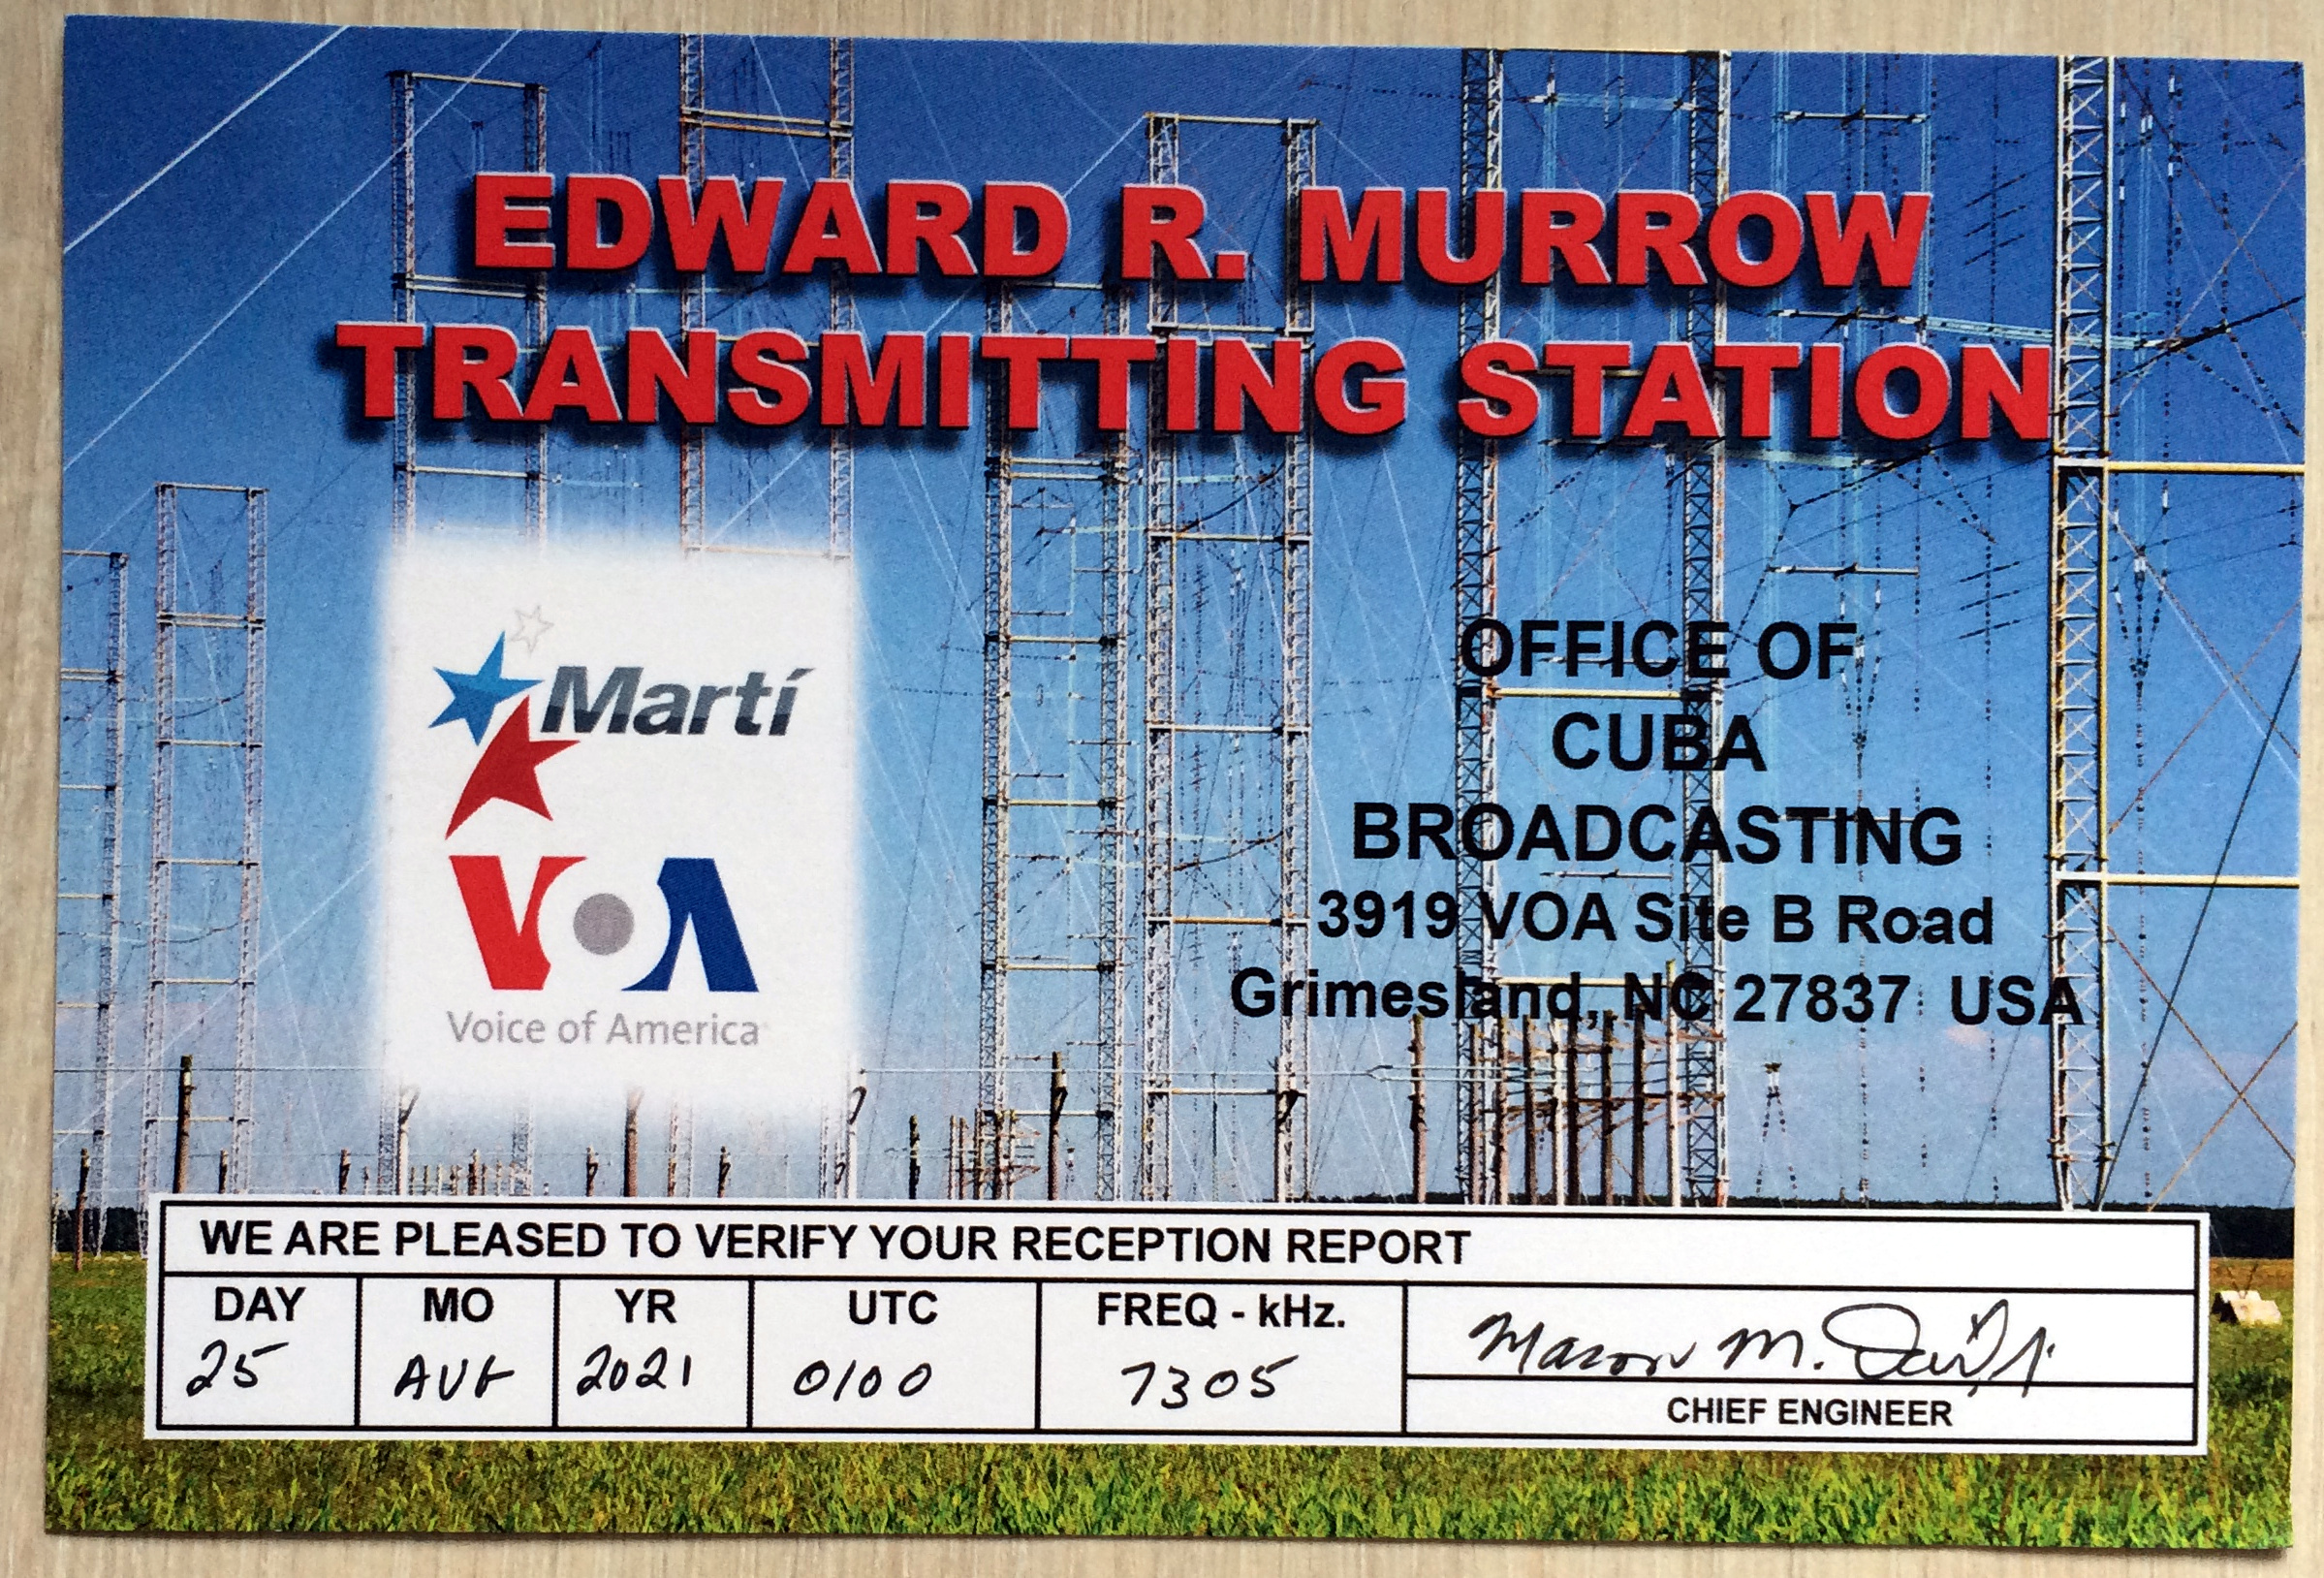 EDWARD R. MURROW
TRANSMITTING STATION
Martí
VOA
Voice of America
OFFICE OF
CUBA
BROADCASTING
3919 VOA Site B Road
Grimesland, NC 27837 USA
WE ARE PLEASED TO VERIFY YOUR RECEPTION REPORT
DAY MO YR UTC FREQ - kHz.
25 AUG 2021 0100 7305
Macon M.
CHIEF ENGINEER